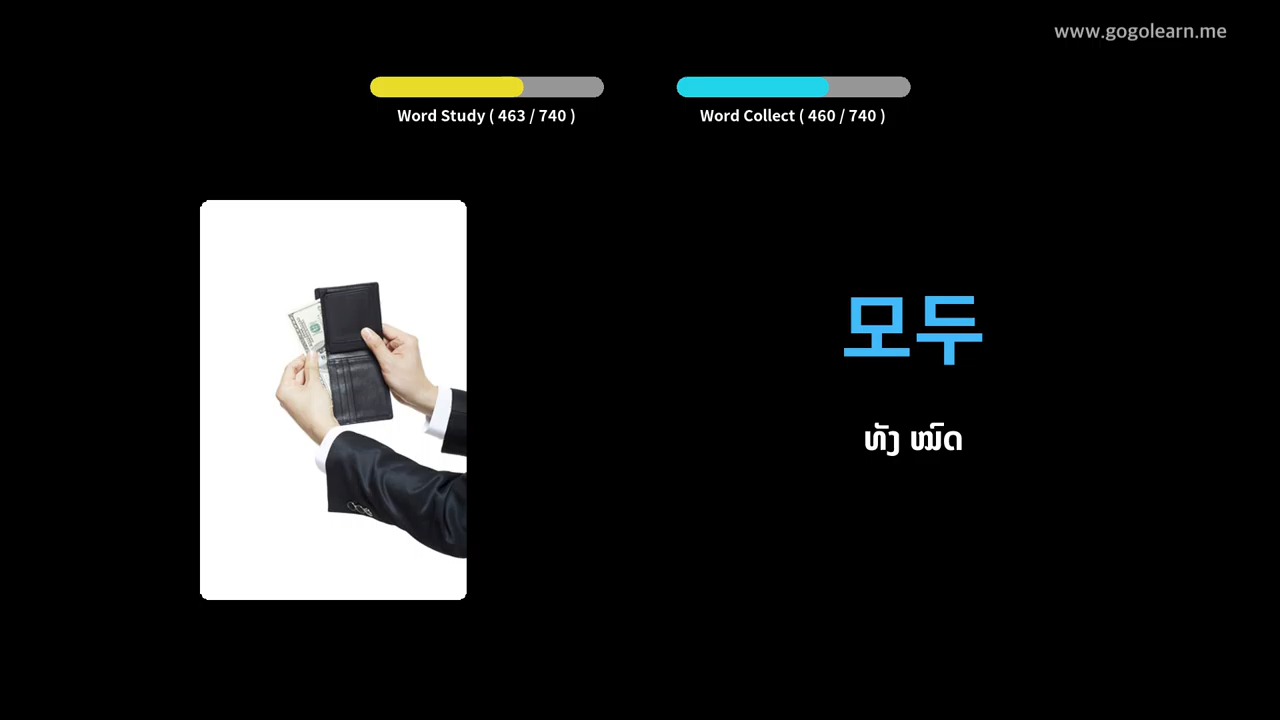 www.gogolearn.me
Word Study ( 463 / 740 )
Word Collect ( 460 / 740 )
모두
ທັງ ໝົດ